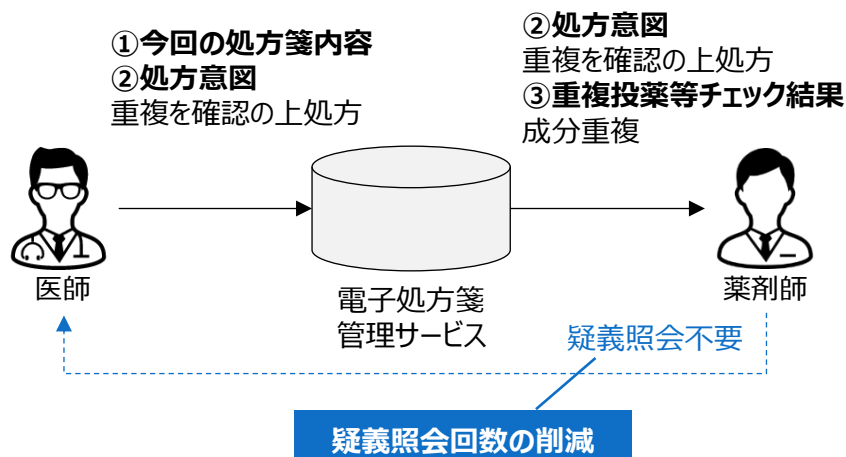 ①今回の処方箋内容
②処方意図
重複を確認の上処方
②処方意図
重複を確認の上処方
③重複投薬等チェック結果
成分重複
医師
電子処方箋
管理サービス
薬剤師
疑義照会不要
疑義照会回数の削減